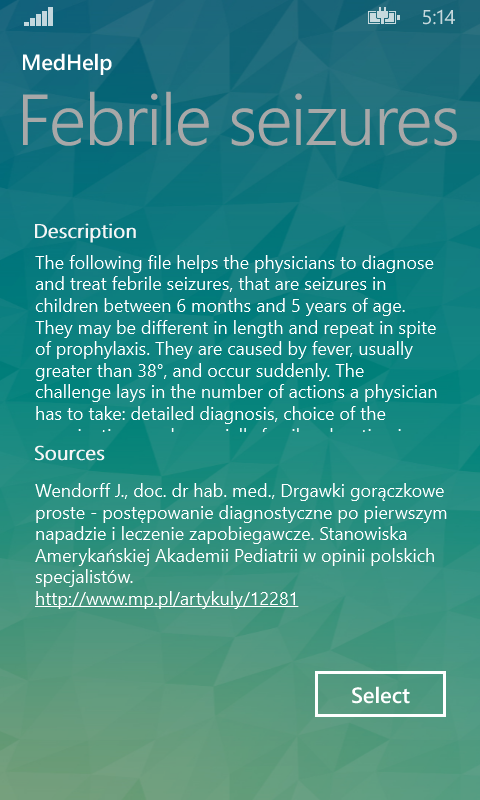 5:14
MedHelp
Febrile seizures
Description
The following file helps the physicians to diagnose
and treat febrile seizures, that are seizures in
children between 6 months and 5 years of age.
They may be different in length and repeat in spite
of prophylaxis. They are caused by fever, usually
greater than 38°, and occur suddenly. The
challenge lays in the number of actions a physician
has to take: detailed diagnosis, choice of the
Sources
Wendorff J., doc. dr hab. med., Drgawki gorączkowe
proste - postępowanie diagnostyczne po pierwszym
napadzie i leczenie zapobiegawcze. Stanowiska
Amerykańskiej Akademii Pediatrii w opinii polskich
specjalistów.
http://www.mp.pl/artykuly/12281
Select